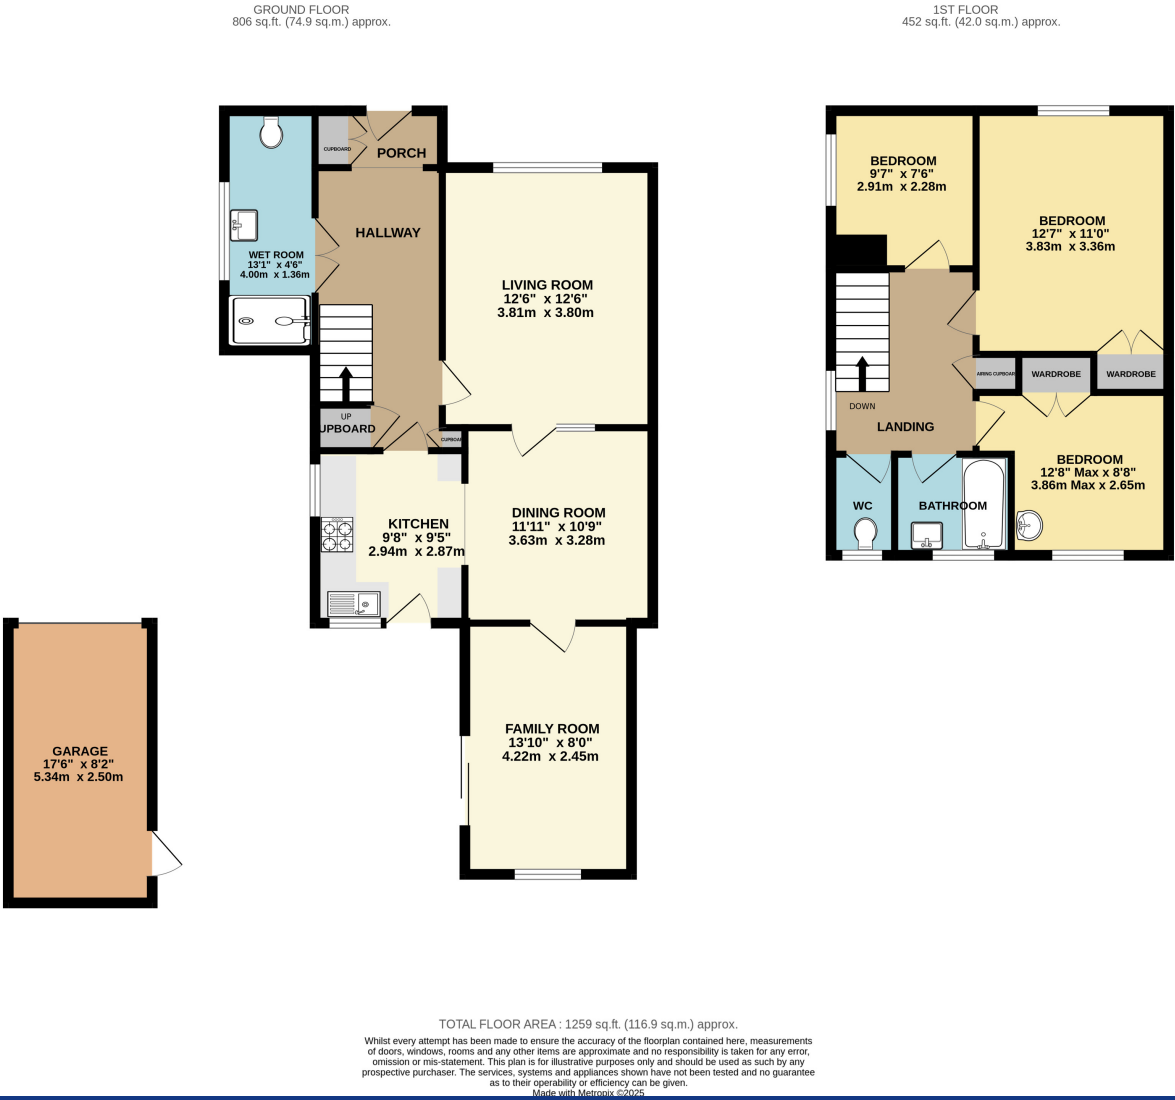 GROUND FLOOR
806 sq.ft. (74.9 sq.m.) approx.
1ST FLOOR
452 sq.ft. (42.0 sq.m.) approx.
CUPBOARD
PORCH
HALLWAY
WET ROOM
13'1" x 4'6"
4.00m x 1.36m
LIVING ROOM
12'6" x 12'6"
3.81m x 3.80m
UP
UPBOARD
CUPBOAR
KITCHEN
9'8" x 9'5"
2.94m x 2.87m
DINING ROOM
11'11" x 10'9"
3.63m x 3.28m
FAMILY ROOM
13'10" x 8'0"
4.22m x 2.45m
GARAGE
17'6" x 8'2"
5.34m x 2.50m
BEDROOM
9'7" x 7'6"
2.91m x 2.28m
BEDROOM
12'7" x 11'0"
3.83m x 3.36m
AIRING CUPBOAR
WARDROBE
WARDROBE
DOWN
LANDING
BEDROOM
12'8" Max x 8'8"
3.86m Max x 2.65m
WC
BATHROOM
TOTAL FLOOR AREA : 1259 sq.ft. (116.9 sq.m.) approx.
Whilst every attempt has been made to ensure the accuracy of the floorplan contained here, measurements
of doors, windows, rooms and any other items are approximate and no responsibility is taken for any error,
omission or mis-statement. This plan is for illustrative purposes only and should be used as such by any
prospective purchaser. The services, systems and appliances shown have not been tested and no guarantee
as to their operability or efficiency can be given.
Made with Metropix ©2025